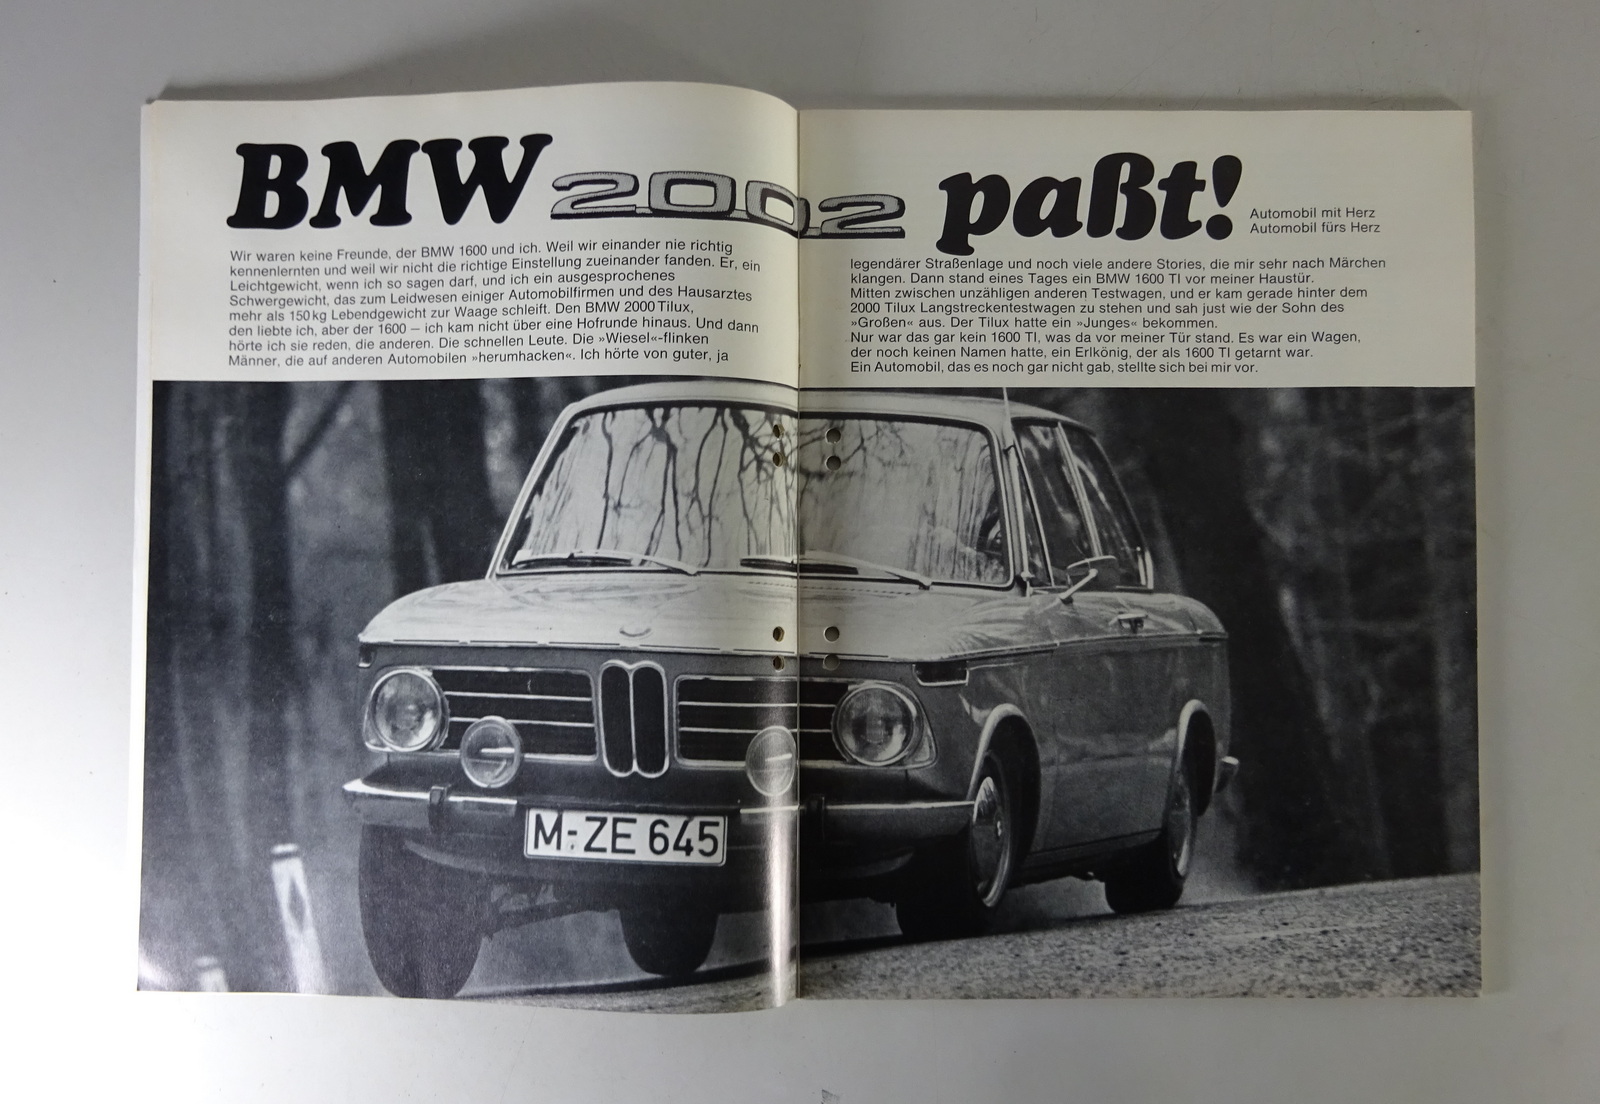 BMW 2002 paßt!
Automobil mit Herz
Automobil fürs Herz
Wir waren keine Freunde, der BMW 1600 und ich. Weil wir einander nie richtig
kennenlernten und weil wir nicht die richtige Einstellung zueinander fanden. Er, ein
Leichtgewicht, wenn ich so sagen darf, und ich ein ausgesprochenes
Schwergewicht, das zum Leidwesen einiger Automobilfirmen und des Hausarztes
mehr als 150 kg Lebendgewicht zur Waage schleift. Den BMW 2000 Tilux,
den liebte ich, aber der 1600 – ich kam nicht über eine Hofrunde hinaus. Und dann
hörte ich sie reden, die anderen. Die schnellen Leute. Die »Wiesel«-flinken
Männer, die auf anderen Automobilen »herumhacken«. Ich hörte von guter, ja
legendärer Straßenlage und noch viele andere Stories, die mir sehr nach Märchen
klangen. Dann stand eines Tages ein BMW 1600 TI vor meiner Haustür.
Mitten zwischen unzähligen anderen Testwagen, und er kam gerade hinter dem
2000 Tilux Langstreckentestwagen zu stehen und sah just wie der Sohn des
»Großen« aus. Der Tilux hatte ein »Junges« bekommen.
Nur war das gar kein 1600 TI, was da vor meiner Tür stand. Es war ein Wagen,
der noch keinen Namen hatte, ein Erlkönig, der als 1600 TI getarnt war.
Ein Automobil, das es noch gar nicht gab, stellte sich bei mir vor.
M-ZE 645